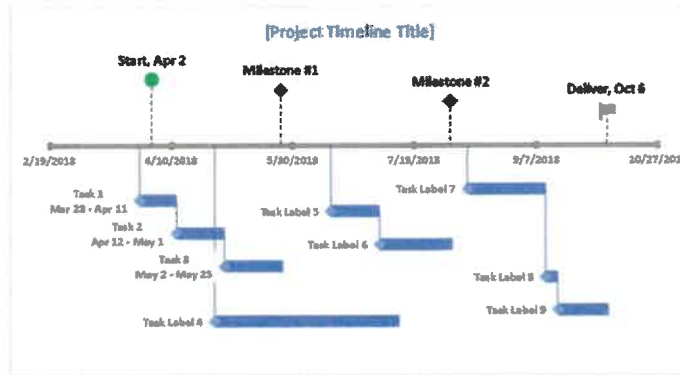 [Project Timeline Title]
Start, Apr 2
Milestone #1
Milestone #2
Deliver, Oct 6
2/19/2018
4/10/2018
5/30/2018
7/19/2018
9/7/2018
10/27/201
Task 1
Mar 28 - Apr 11
Task 2
Apr 12 - May 1
Task 3
May 2 - May 25
Task Label 4
Task Label 5
Task Label 6
Task Label 7
Task Label 8
Task Label 9